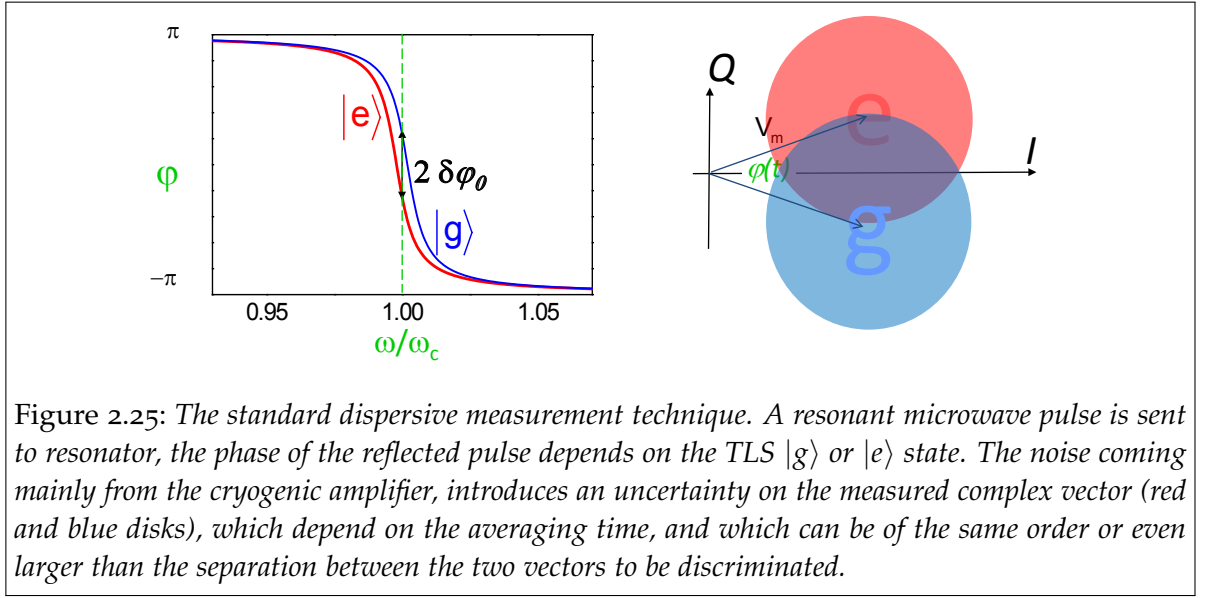 π
|e⟩
φ
2 δφ₀
|g⟩
−π
0.95 1.00 1.05
ω/ω_c
Q
e
V_m
φ(t)
I
g
Figure 2.25: The standard dispersive measurement technique. A resonant microwave pulse is sent
to resonator, the phase of the reflected pulse depends on the TLS |g⟩ or |e⟩ state. The noise coming
mainly from the cryogenic amplifier, introduces an uncertainty on the measured complex vector (red
and blue disks), which depend on the averaging time, and which can be of the same order or even
larger than the separation between the two vectors to be discriminated.